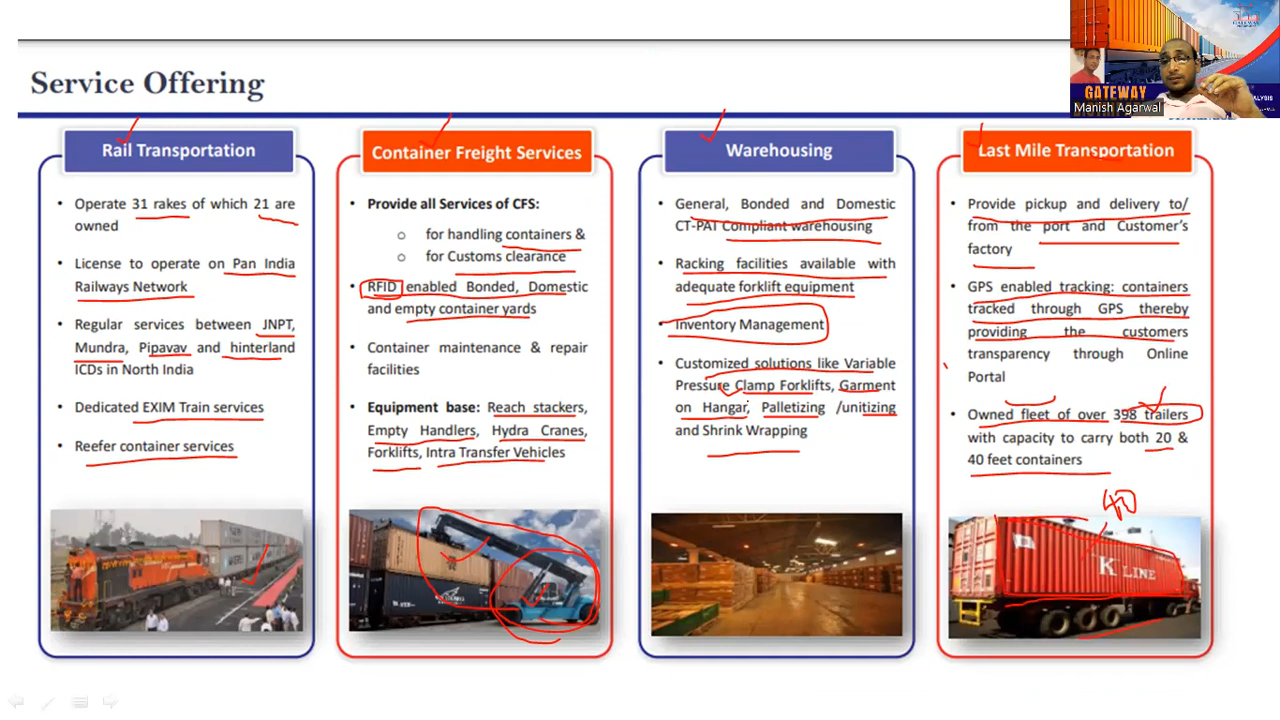 Service Offering
GATEWAY
Manish Agarwal
Rail Transportation
• Operate 31 rakes of which 21 are
owned
• License to operate on Pan India
Railways Network
• Regular services between JNPT,
Mundra, Pipavav and hinterland
ICDs in North India
• Dedicated EXIM Train services
• Reefer container services
Container Freight Services
• Provide all Services of CFS:
o for handling containers &
o for Customs clearance
• RFID enabled Bonded, Domestic
and empty container yards
• Container maintenance & repair
facilities
• Equipment base: Reach stackers,
Empty Handlers, Hydra Cranes,
Forklifts, Intra Transfer Vehicles
Warehousing
• General, Bonded and Domestic
CT-PAT Compliant warehousing
• Racking facilities available with
adequate forklift equipment
• Inventory Management
• Customized solutions like Variable
Pressure Clamp Forklifts, Garment
on Hangar, Palletizing /unitizing
and Shrink Wrapping
Last Mile Transportation
• Provide pickup and delivery to/
from the port and Customer's
factory
• GPS enabled tracking: containers
tracked through GPS thereby
providing the customers
transparency through Online
Portal
• Owned fleet of over 398 trailers
with capacity to carry both 20 &
40 feet containers
40
K LINE